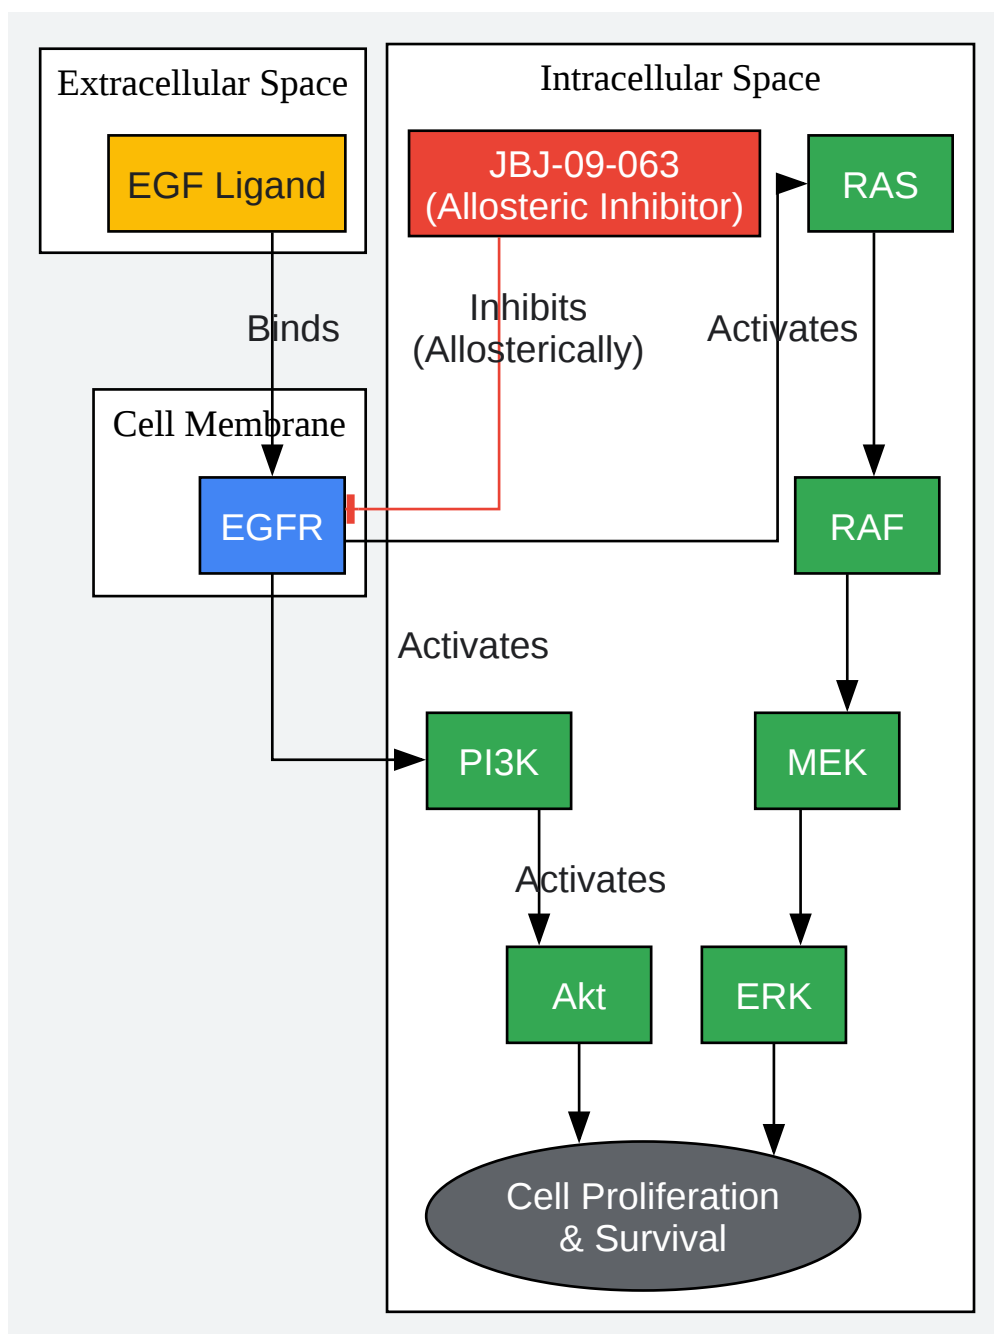 Extracellular Space
Intracellular Space
EGF Ligand
JBJ-09-063
(Allosteric Inhibitor)
RAS
Binds
Inhibits
(Allosterically)
Activates
Cell Membrane
EGFR
RAF
Activates
PI3K
MEK
Activates
Akt
ERK
Cell Proliferation
& Survival